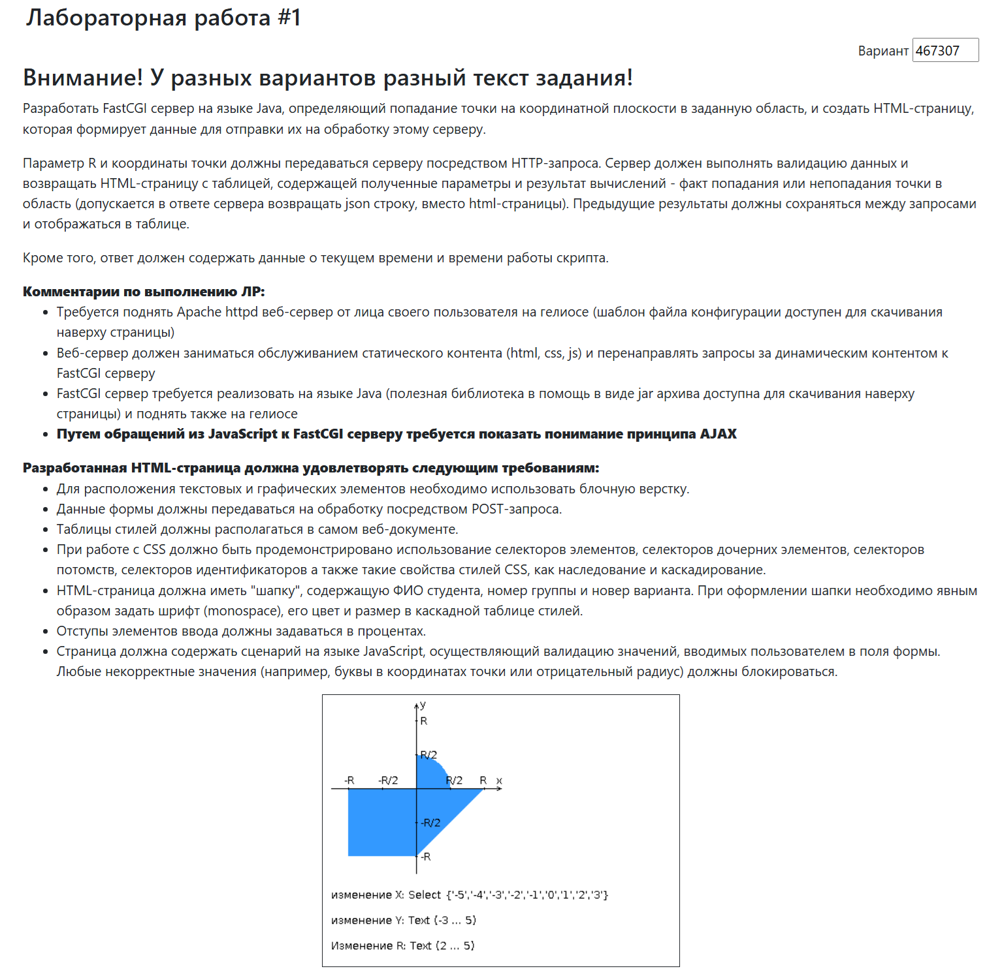 Лабораторная работа #1
Вариант 467307
Внимание! У разных вариантов разный текст задания!
Разработать FastCGI сервер на языке Java, определяющий попадание точки на координатной плоскости в заданную область, и создать HTML-страницу,
которая формирует данные для отправки их на обработку этому серверу.
Параметр R и координаты точки должны передаваться серверу посредством HTTP-запроса. Сервер должен выполнять валидацию данных и
возвращать HTML-страницу с таблицей, содержащей полученные параметры и результат вычислений - факт попадания или непопадания точки в
область (допускается в ответе сервера возвращать json строку, вместо html-страницы). Предыдущие результаты должны сохраняться между запросами
и отображаться в таблице.
Кроме того, ответ должен содержать данные о текущем времени и времени работы скрипта.
Комментарии по выполнению ЛР:
• Требуется поднять Apache httpd веб-сервер от лица своего пользователя на гелиосе (шаблон файла конфигурации доступен для скачивания
наверху страницы)
• Веб-сервер должен заниматься обслуживанием статического контента (html, css, js) и перенаправлять запросы за динамическим контентом к
FastCGI серверу
• FastCGI сервер требуется реализовать на языке Java (полезная библиотека в помощь в виде jar архива доступна для скачивания наверху
страницы) и поднять также на гелиосе
• Путем обращений из JavaScript к FastCGI серверу требуется показать понимание принципа AJAX
Разработанная HTML-страница должна удовлетворять следующим требованиям:
• Для расположения текстовых и графических элементов необходимо использовать блочную верстку.
• Данные формы должны передаваться на обработку посредством POST-запроса.
• Таблицы стилей должны располагаться в самом веб-документе.
• При работе с CSS должно быть продемонстрировано использование селекторов элементов, селекторов дочерних элементов, селекторов
потомств, селекторов идентификаторов а также такие свойства стилей CSS, как наследование и каскадирование.
• HTML-страница должна иметь "шапку", содержащую ФИО студента, номер группы и новер варианта. При оформлении шапки необходимо явным
образом задать шрифт (monospace), его цвет и размер в каскадной таблице стилей.
• Отступы элементов ввода должны задаваться в процентах.
• Страница должна содержать сценарий на языке JavaScript, осуществляющий валидацию значений, вводимых пользователем в поля формы.
Любые некорректные значения (например, буквы в координатах точки или отрицательный радиус) должны блокироваться.
y
R
R/2
-R -R/2 R/2 R x
-R/2
-R
изменение X: Select {'-5','-4','-3','-2','-1','0','1','2','3'}
изменение Y: Text (-3 ... 5)
Изменение R: Text (2 ... 5)